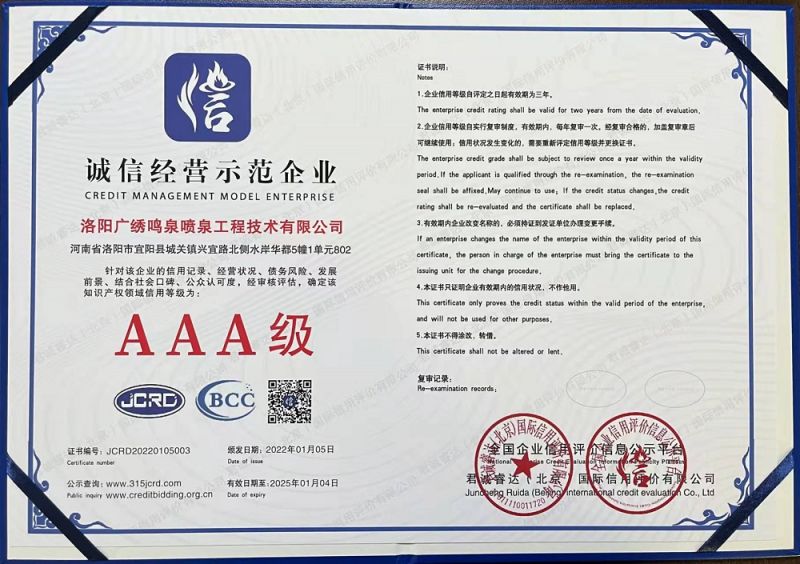 信
诚信经营示范企业
CREDIT MANAGEMENT MODEL ENTERPRISE
洛阳广绣鸣泉喷泉工程技术有限公司
河南省洛阳市宜阳县城关镇兴宜路北侧水岸华都5幢1单元802
针对该企业的信用记录、经营状况、债务风险、发展
前景、结合社会口碑、公众认可度，经审核评估，确定该
知识产权领域信用等级为：
AAA级
JCRD
BCC
证书编号：JCRD20220105003
Certificate number
颁发日期：2022年01月05日
Date of issue
公示查询：www.315jcrd.com
Public inquiry www.creditbidding.org.cn
有效日期至：2025年01月04日
Date of expiry
证书说明：
Notes
1.企业信用等级自评定之日起有效期为三年。
The enterprise credit rating shall be valid for two years from the date of evaluation.
2.企业信用等级自实行复审制度，有效期内，每年复审一次。经复审合格的，加盖复审章后
可继续使用；信用状况发生变化的，需要重新评定信用等级并更换证书。
The enterprise credit grade shall be subject to review once a year within the validity
period.If the applicant is qualified through the re-examination, the re-examination
seal shall be affixed.May continue to use; If the credit status changes,the credit
rating shall be re-evaluated and the certificate shall be replaced.
3.有效期内企业改变名称的，必须持证到发证单位办理变更手续。
If an enterprise changes the name of the enterprise within the validity period of this
certificate, the person in charge of the enterprise must bring the certificate to the
issuing unit for the change procedure.
4.本证书只证明企业有效期内的信用状况，不作他用。
This certificate only proves the credit status within the valid period of the enterprise,
and will not be used for other purposes.
5.本证书不得涂改、转借。
This certificate shall not be altered or lent.
复审记录：
Re-examination records:
全国企业信用评价信息公示平台
君诚睿达（北京）国际信用评价有限公司
Juncheng Ruida (Beijing) International credit evaluation Co., Ltd
信